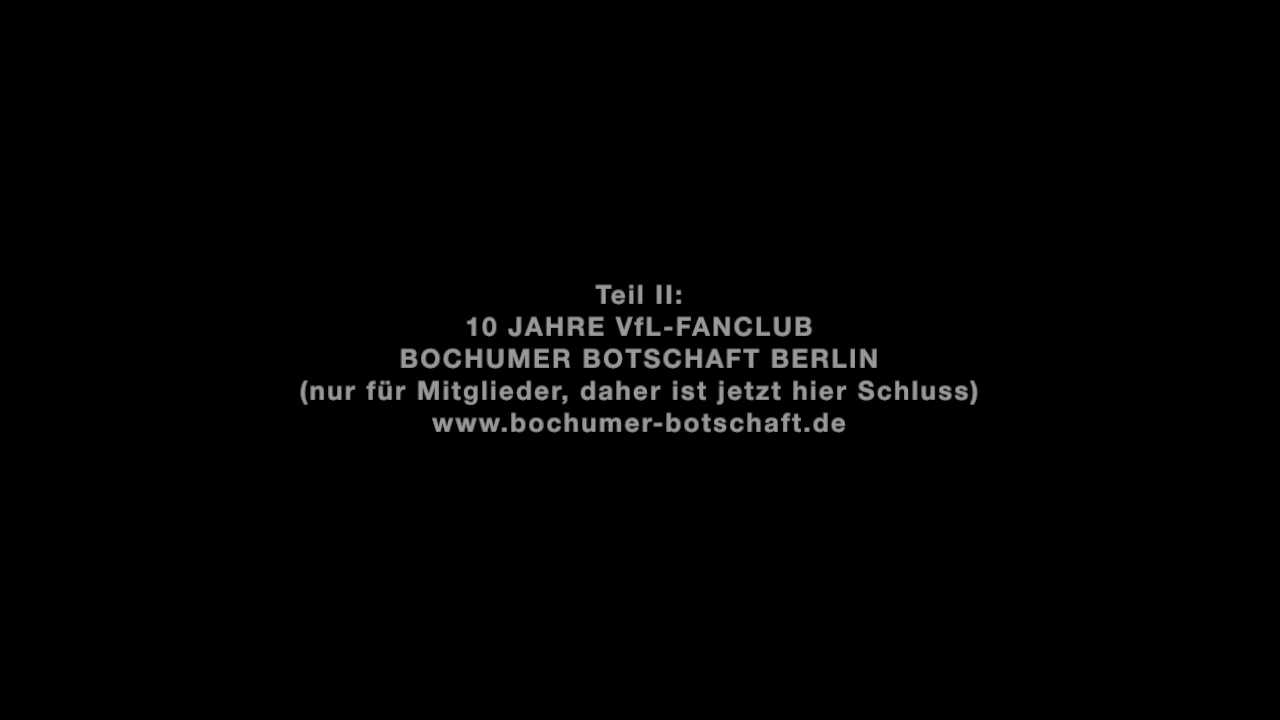 Teil II:
10 JAHRE VfL-FANCLUB
BOCHUMER BOTSCHAFT BERLIN
(nur für Mitglieder, daher ist jetzt hier Schluss)
www.bochumer-botschaft.de